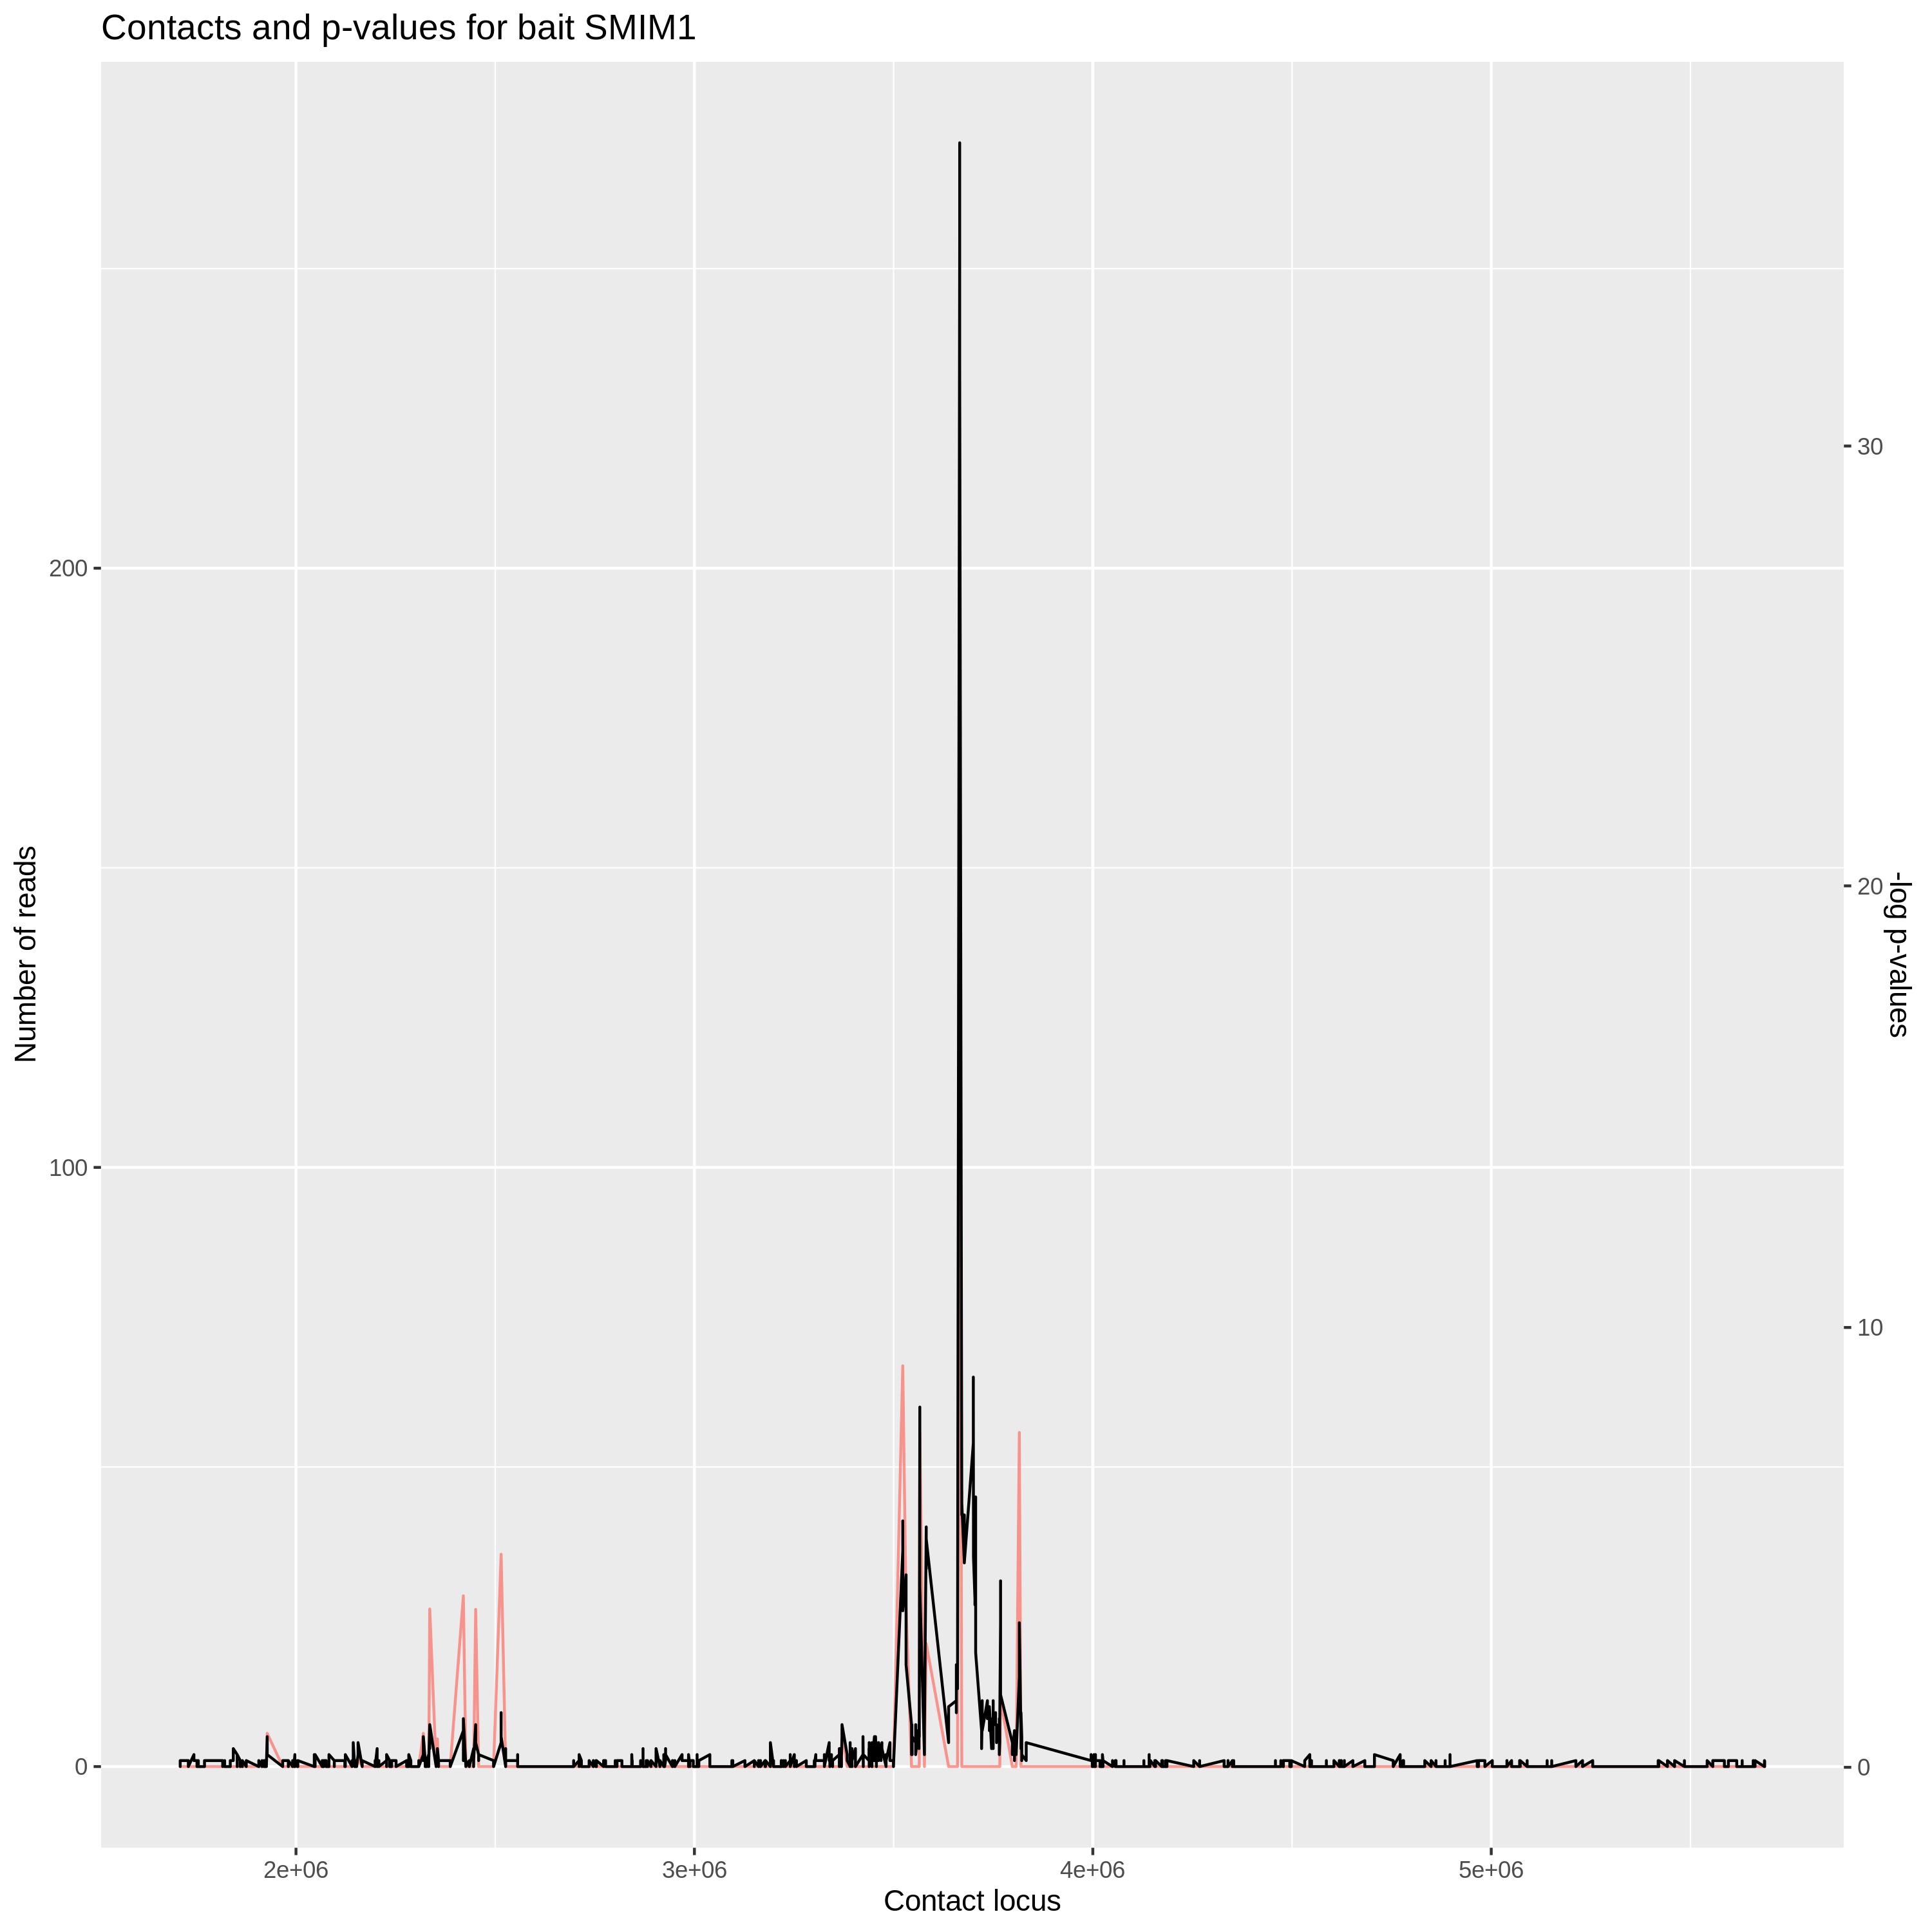 Contacts and p-values for bait SMIM1
Number of reads
200
100
0
30
20
10
0
-log p-values
2e+06
3e+06
4e+06
5e+06
Contact locus